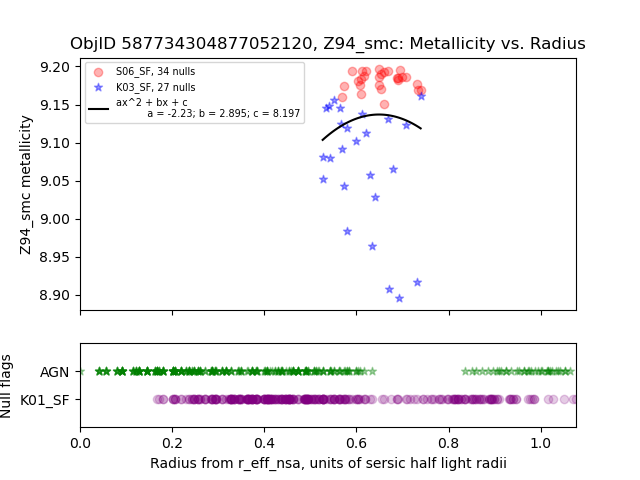 ObjID 587734304877052120, Z94_smc: Metallicity vs. Radius
S06_SF, 34 nulls
K03_SF, 27 nulls
ax^2 + bx + c
a = -2.23; b = 2.895; c = 8.197
Z94_smc metallicity
9.20
9.15
9.10
9.05
9.00
8.95
8.90
Null flags
AGN
K01_SF
0.0 0.2 0.4 0.6 0.8 1.0
Radius from r_eff_nsa, units of sersic half light radii